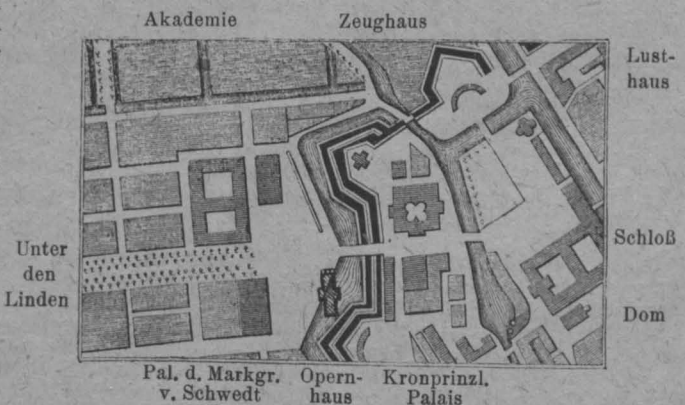 Akademie Zeughaus
Lust-
haus
Unter
den
Linden
Schloß
Dom
Pal. d. Markgr. Opern- Kronprinzl.
v. Schwedt haus Palais